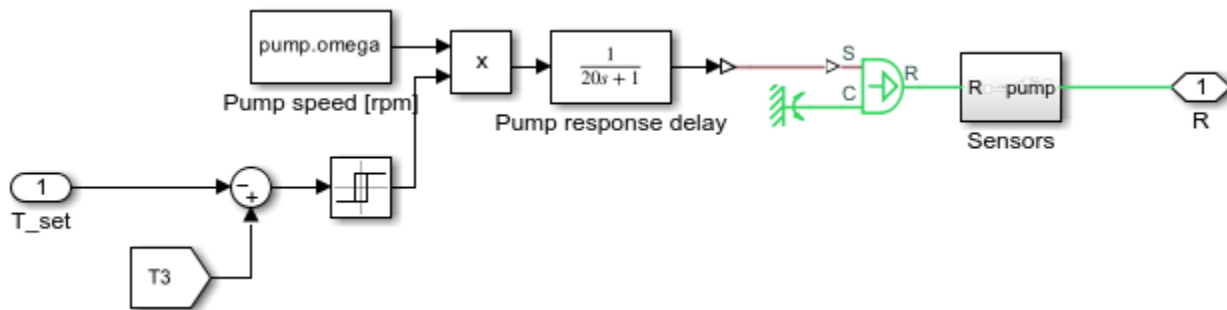 pump.omega
Pump speed [rpm]
x
1
20s + 1
Pump response delay
S
C
R
R
pump
Sensors
1
R
1
T_set
−
+
T3